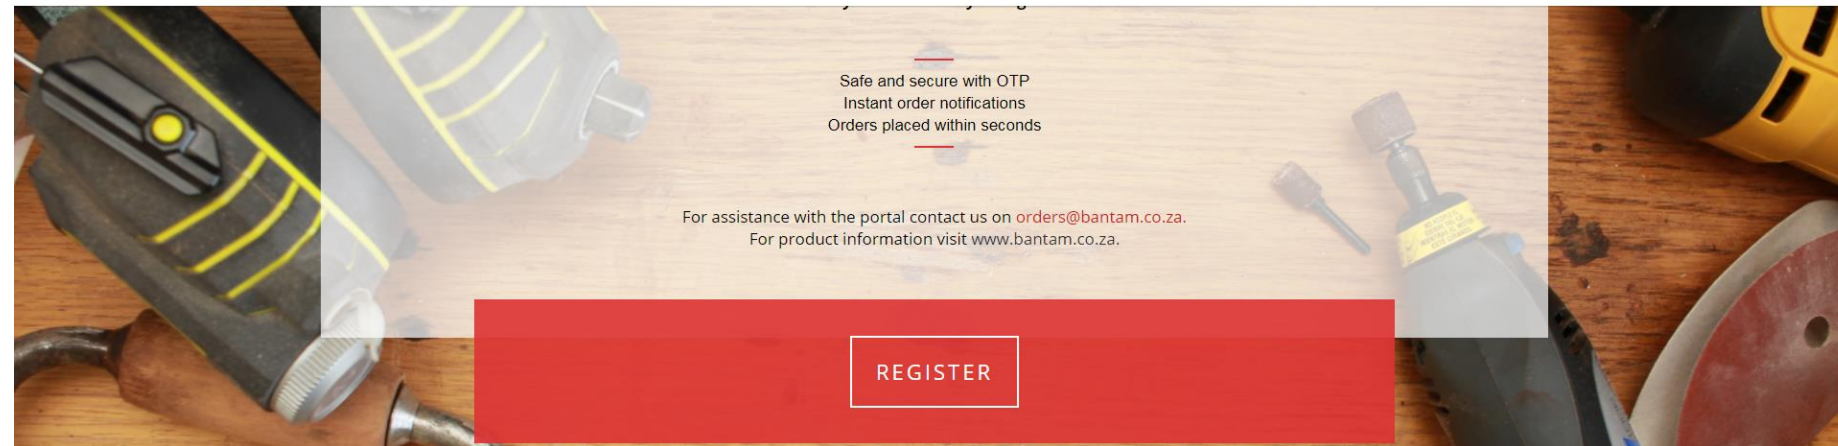 Safe and secure with OTP
Instant order notifications
Orders placed within seconds
For assistance with the portal contact us on orders@bantam.co.za.
For product information visit www.bantam.co.za.
REGISTER